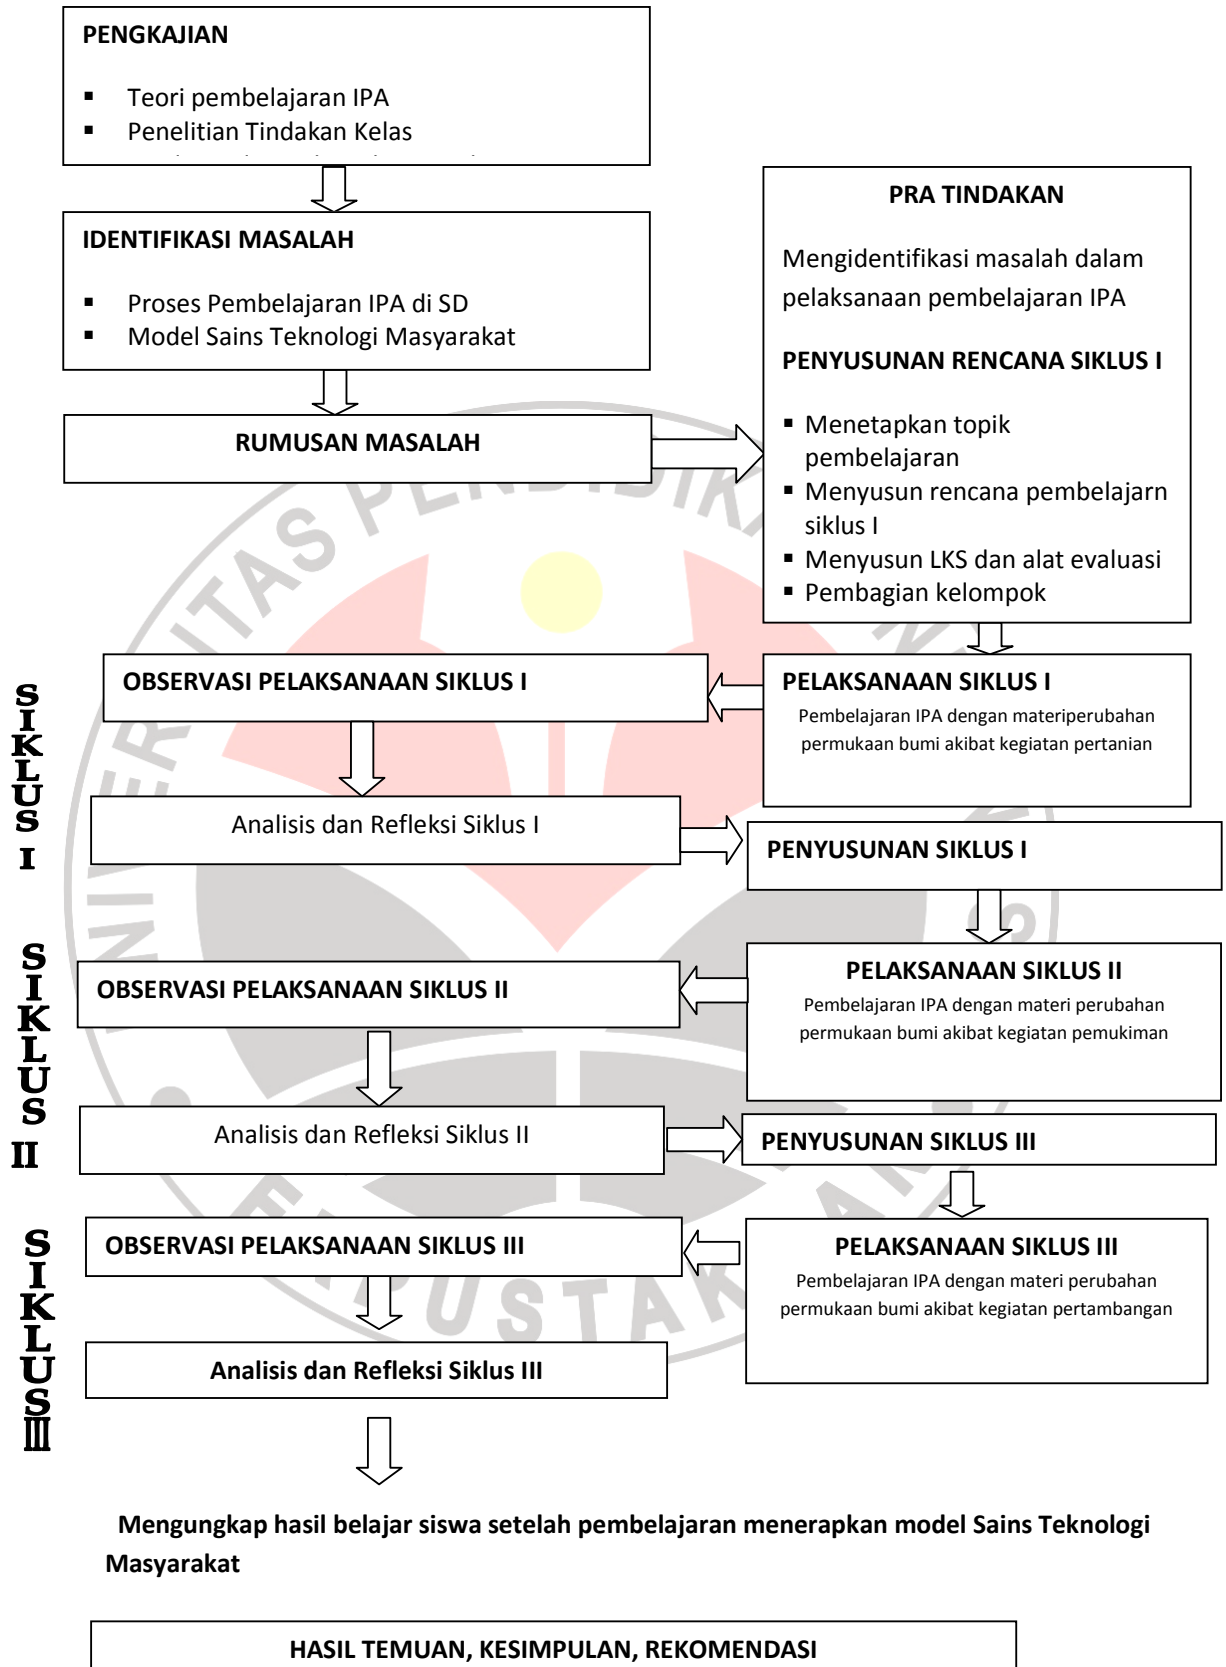 PENGKAJIAN
▪ Teori pembelajaran IPA
▪ Penelitian Tindakan Kelas
IDENTIFIKASI MASALAH
▪ Proses Pembelajaran IPA di SD
▪ Model Sains Teknologi Masyarakat
RUMUSAN MASALAH
PRA TINDAKAN
Mengidentifikasi masalah dalam
pelaksanaan pembelajaran IPA
PENYUSUNAN RENCANA SIKLUS I
▪ Menetapkan topik
pembelajaran
▪ Menyusun rencana pembelajarn
siklus I
▪ Menyusun LKS dan alat evaluasi
▪ Pembagian kelompok
SIKLUS I
OBSERVASI PELAKSANAAN SIKLUS I
PELAKSANAAN SIKLUS I
Pembelajaran IPA dengan materiperubahan
permukaan bumi akibat kegiatan pertanian
Analisis dan Refleksi Siklus I
PENYUSUNAN SIKLUS I
SIKLUS II
OBSERVASI PELAKSANAAN SIKLUS II
PELAKSANAAN SIKLUS II
Pembelajaran IPA dengan materi perubahan
permukaan bumi akibat kegiatan pemukiman
Analisis dan Refleksi Siklus II
PENYUSUNAN SIKLUS III
SIKLUS III
OBSERVASI PELAKSANAAN SIKLUS III
PELAKSANAAN SIKLUS III
Pembelajaran IPA dengan materi perubahan
permukaan bumi akibat kegiatan pertambangan
Analisis dan Refleksi Siklus III
Mengungkap hasil belajar siswa setelah pembelajaran menerapkan model Sains Teknologi
Masyarakat
HASIL TEMUAN, KESIMPULAN, REKOMENDASI